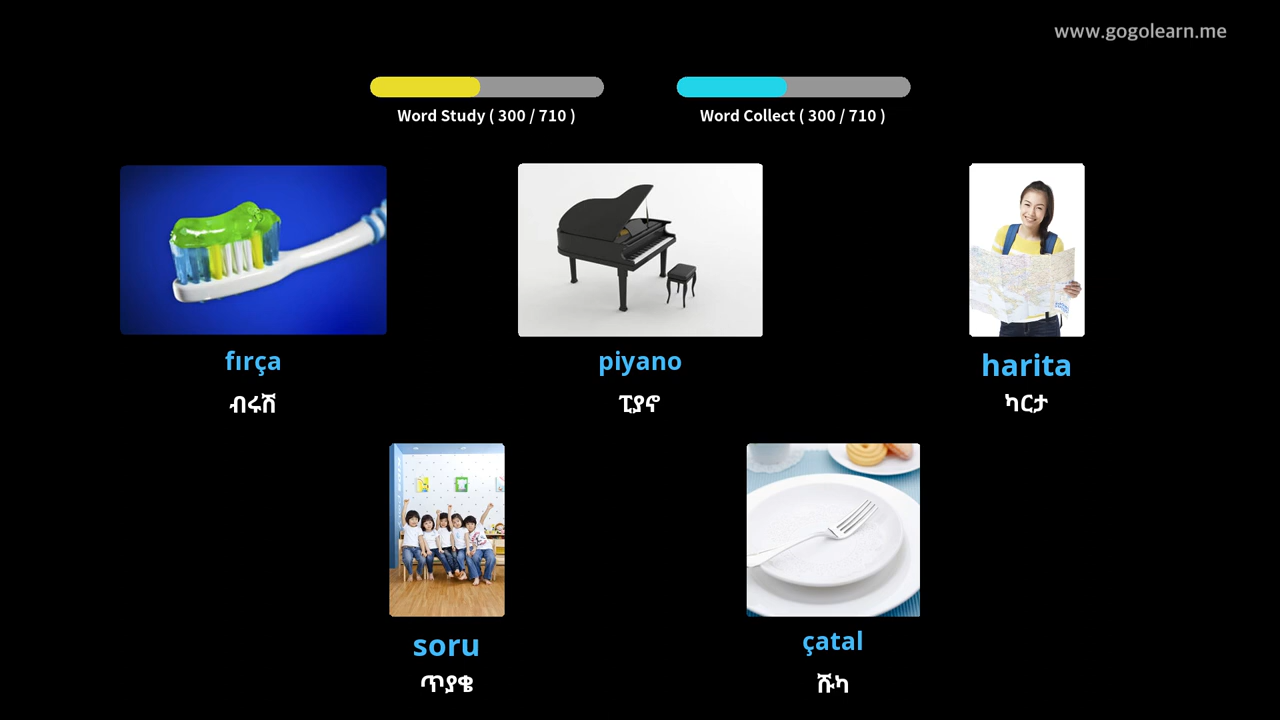 www.gogolearn.me
Word Study ( 300 / 710 )
Word Collect ( 300 / 710 )
fırça
ብሩሽ
piyano
ፒያኖ
harita
ካርታ
soru
ጥያቄ
çatal
ሹካ